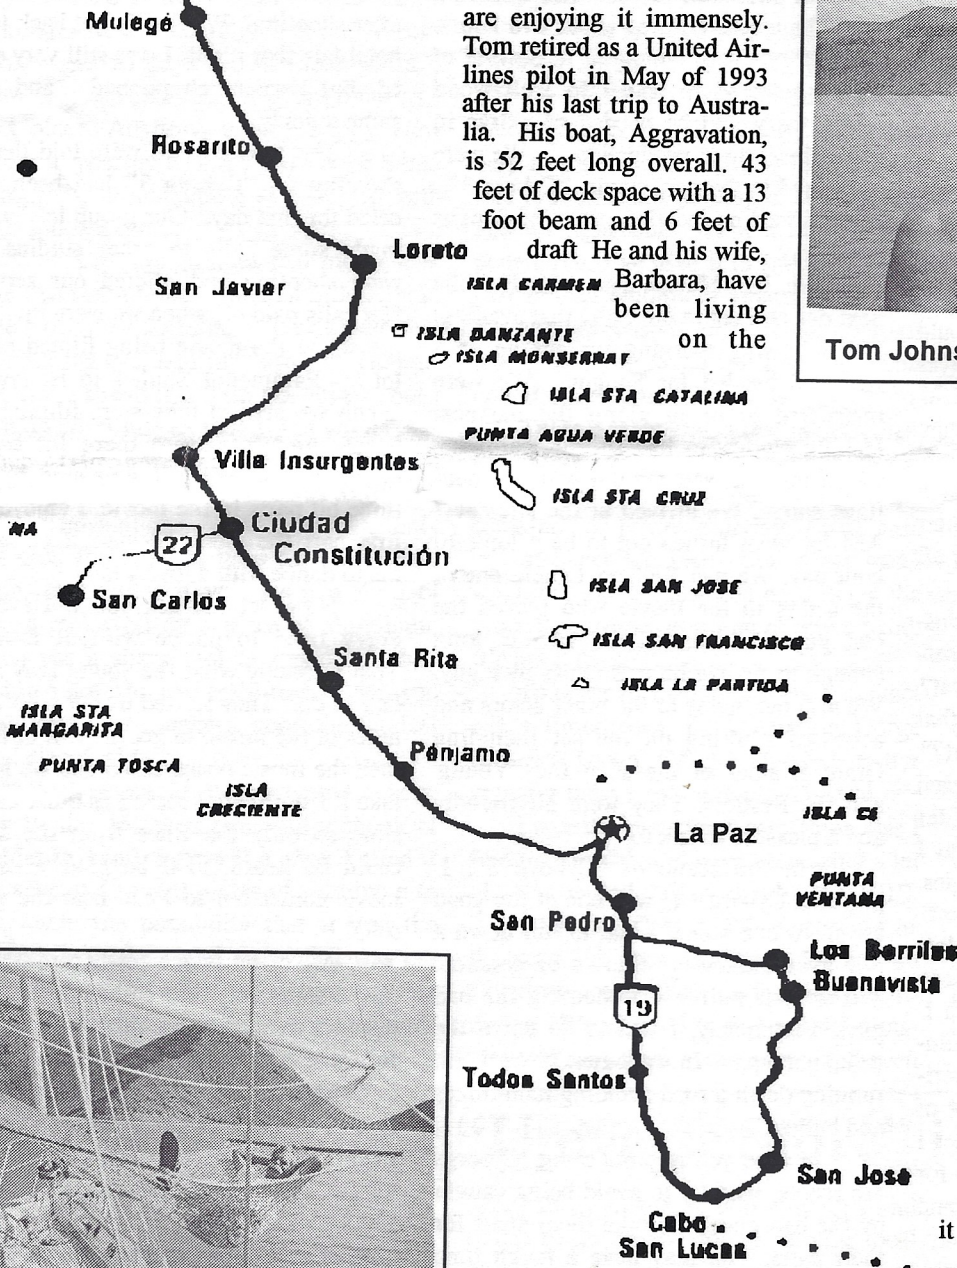 are enjoying it immensely.
Tom retired as a United Air-
lines pilot in May of 1993
after his last trip to Austra-
lia. His boat, Aggravation,
is 52 feet long overall. 43
feet of deck space with a 13
foot beam and 6 feet of
draft He and his wife,
Barbara, have
been living
on the
Tom Johns
Mulegé
Rosarito
Loreto
San Javier
ISLA CARMEN
ISLA DANZANTE
ISLA MONSERRAT
ISLA STA CATALINA
PUNTA AGUA VERDE
Villa Insurgentes
ISLA STA CRUZ
NA
22
Ciudad
Constitución
San Carlos
ISLA SAN JOSE
ISLA SAN FRANCISCO
Santa Rita
ISLA LA PARTIDA
ISLA STA
MARGARITA
PUNTA TOSCA
Pénjamo
ISLA
CRECIENTE
ISLA CE
La Paz
PUNTA
VENTANA
San Pedro
Los Barriles
Buenavista
19
Todos Santos
San José
Cabo
San Lucas
it